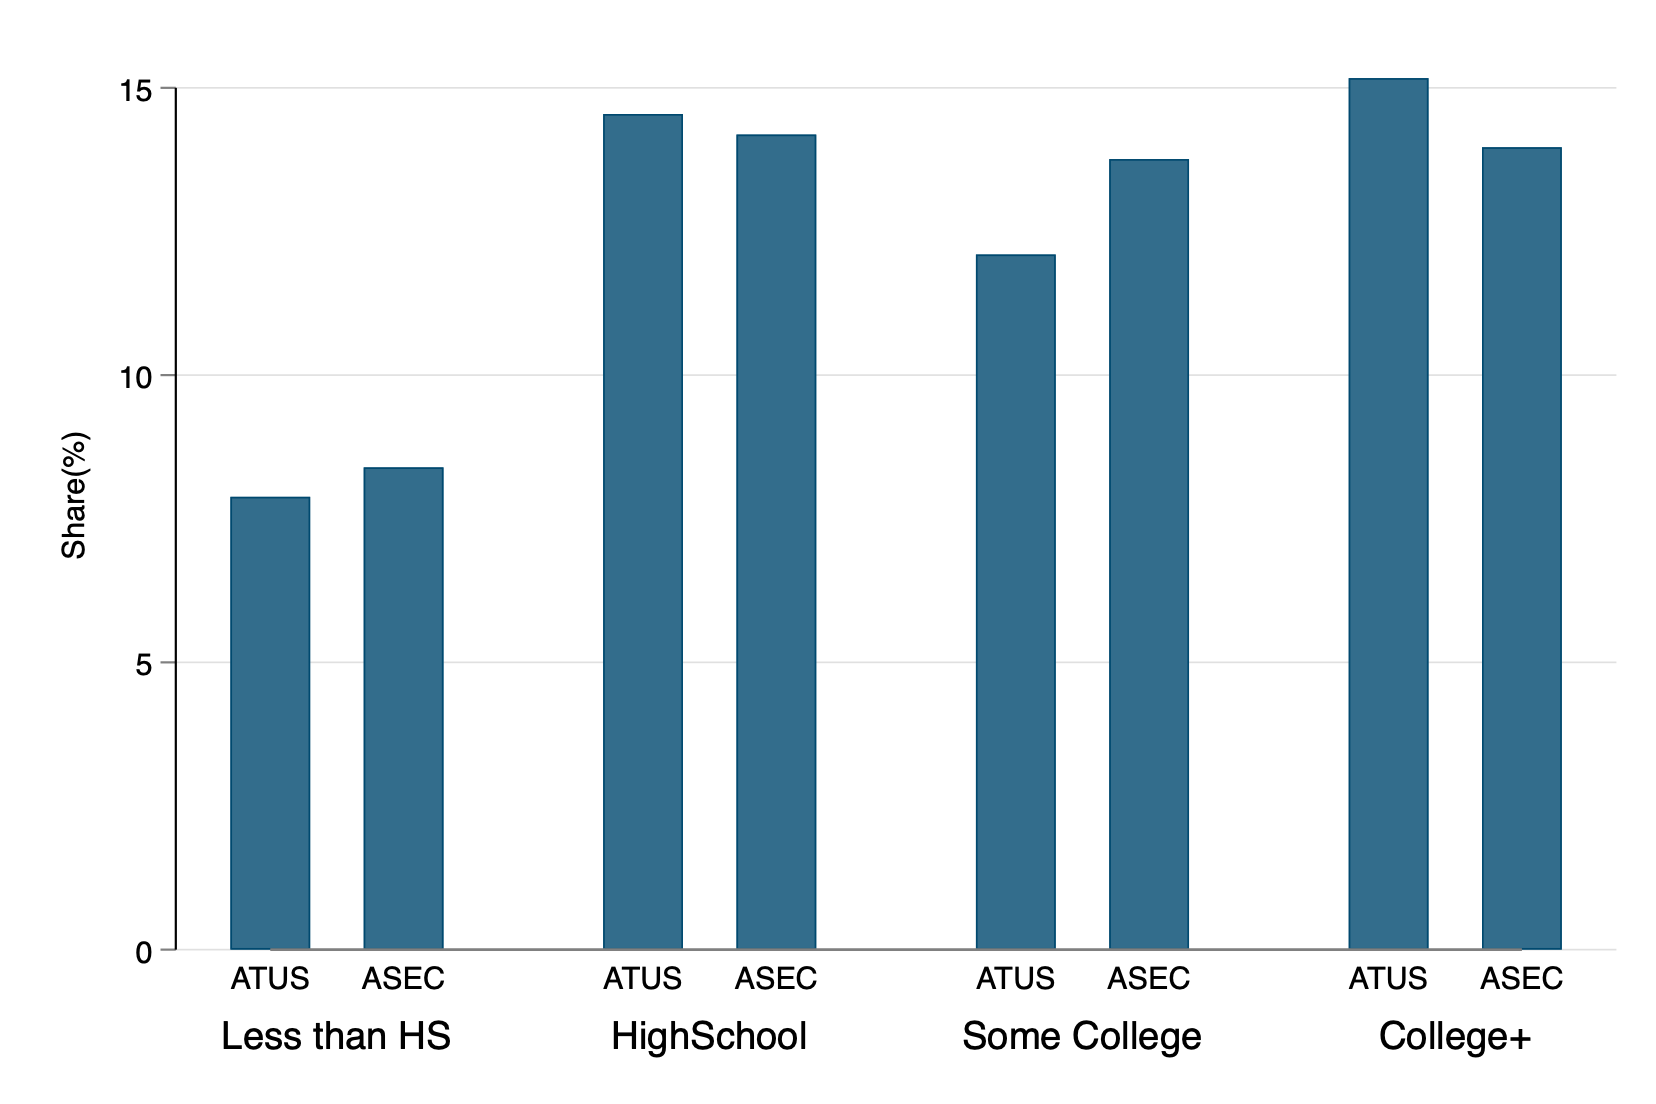 Share(%)
15
10
5
0
ATUS ASEC ATUS ASEC ATUS ASEC ATUS ASEC
Less than HS HighSchool Some College College+